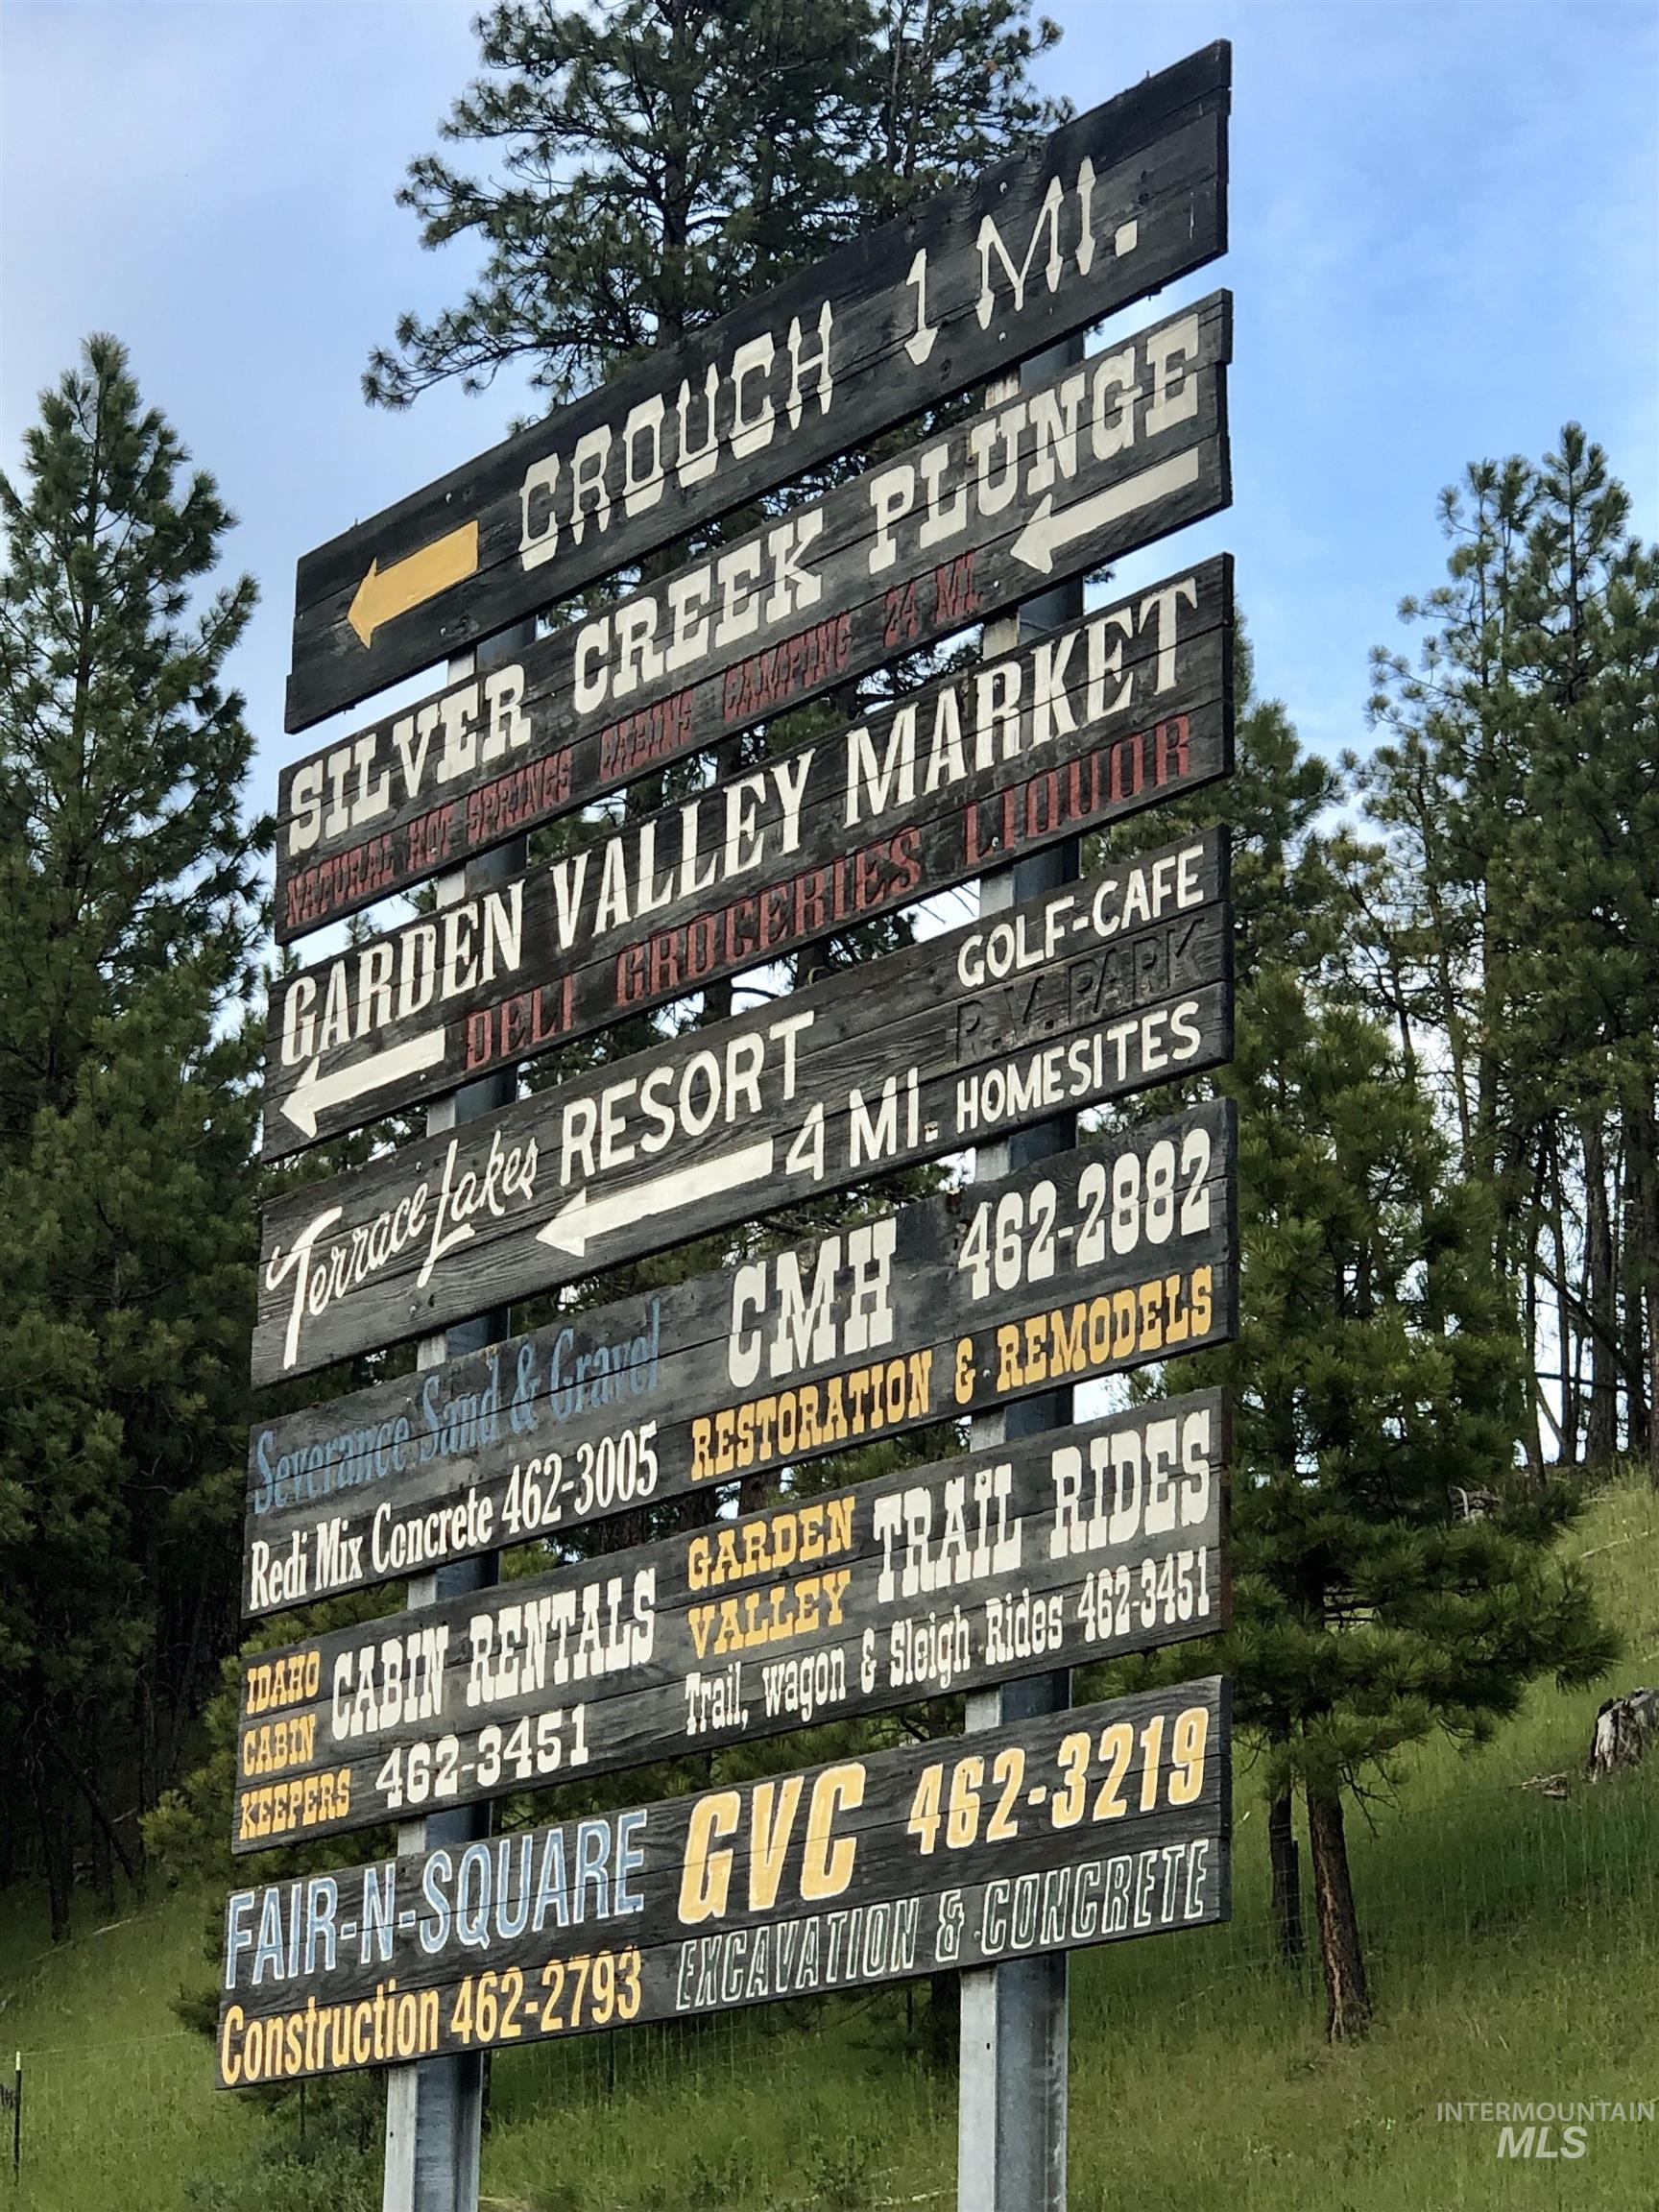 CROUCH 1 MI.
SILVER CREEK PLUNGE
NATURAL HOT SPRINGS CABINS CAMPING 24 MI.
GARDEN VALLEY MARKET
DELI GROCERIES LIQUOR
Terrace Lakes RESORT
4 MI.
GOLF-CAFE
R.V. PARK
HOMESITES
Severance Sand & Gravel
Redi Mix Concrete 462-3005
CMH 462-2882
RESTORATION & REMODELS
IDAHO
CABIN
KEEPERS
CABIN RENTALS
462-3451
GARDEN
VALLEY
TRAIL RIDES
Trail, Wagon & Sleigh Rides 462-3451
FAIR-N-SQUARE
Construction 462-2793
GVC 462-3219
EXCAVATION & CONCRETE
INTERMOUNTAIN
MLS